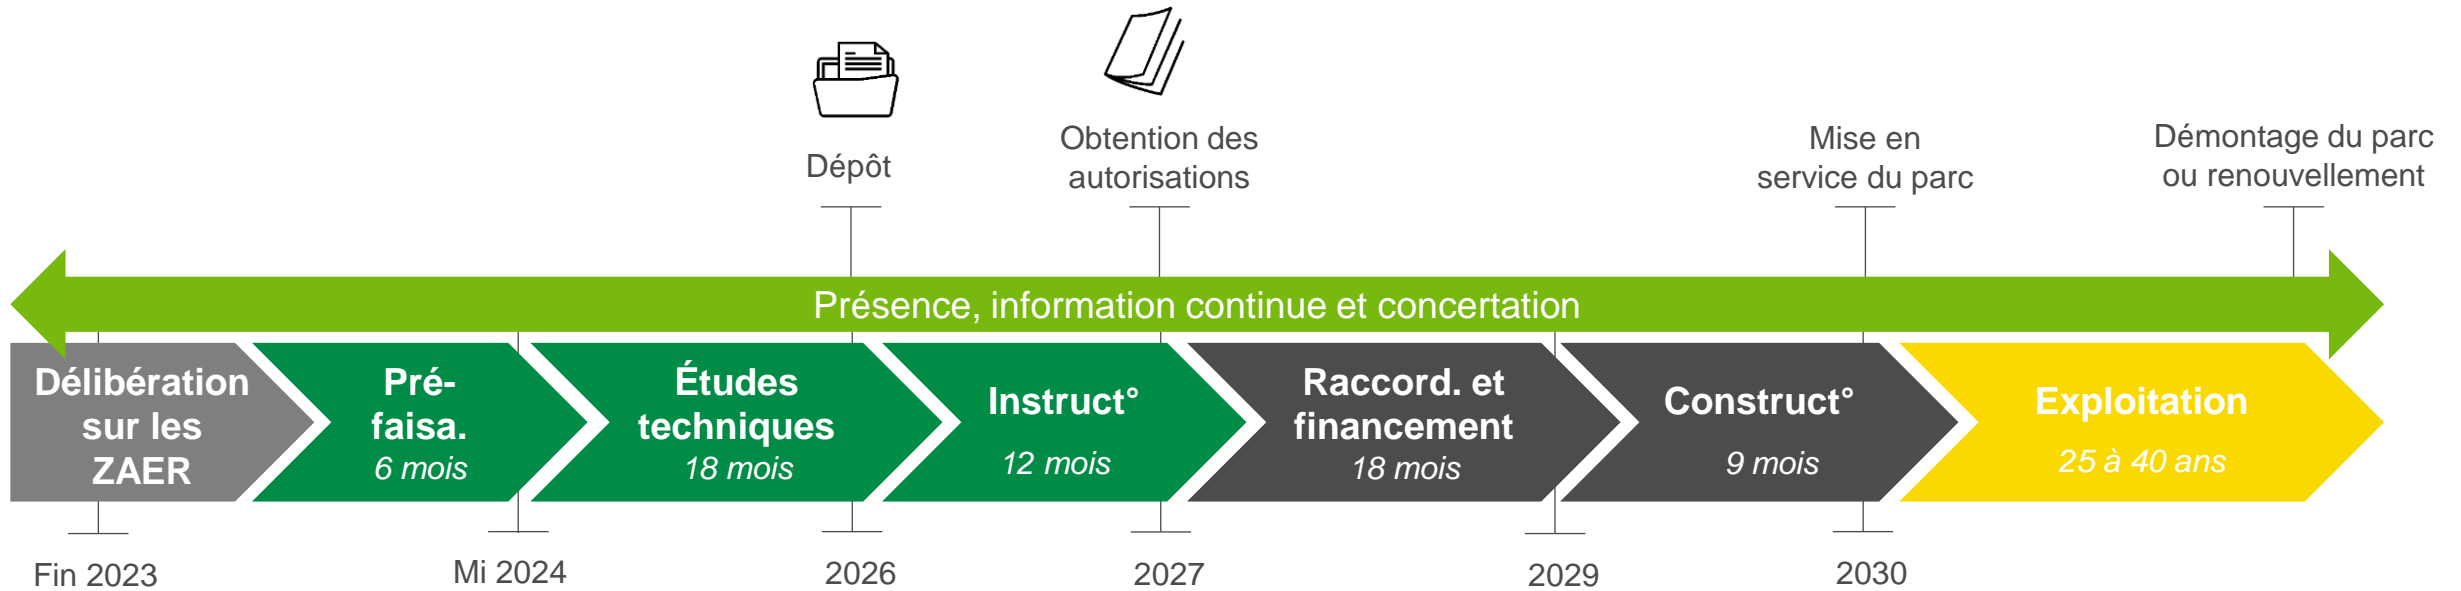 Dépôt
Obtention des
autorisations
Mise en
service du parc
Démontage du parc
ou renouvellement
Présence, information continue et concertation
Délibération
sur les
ZAER
Pré-
faisa.
6 mois
Études
techniques
18 mois
Instruct°
12 mois
Raccord. et
financement
18 mois
Construct°
9 mois
Exploitation
25 à 40 ans
Fin 2023
Mi 2024
2026
2027
2029
2030